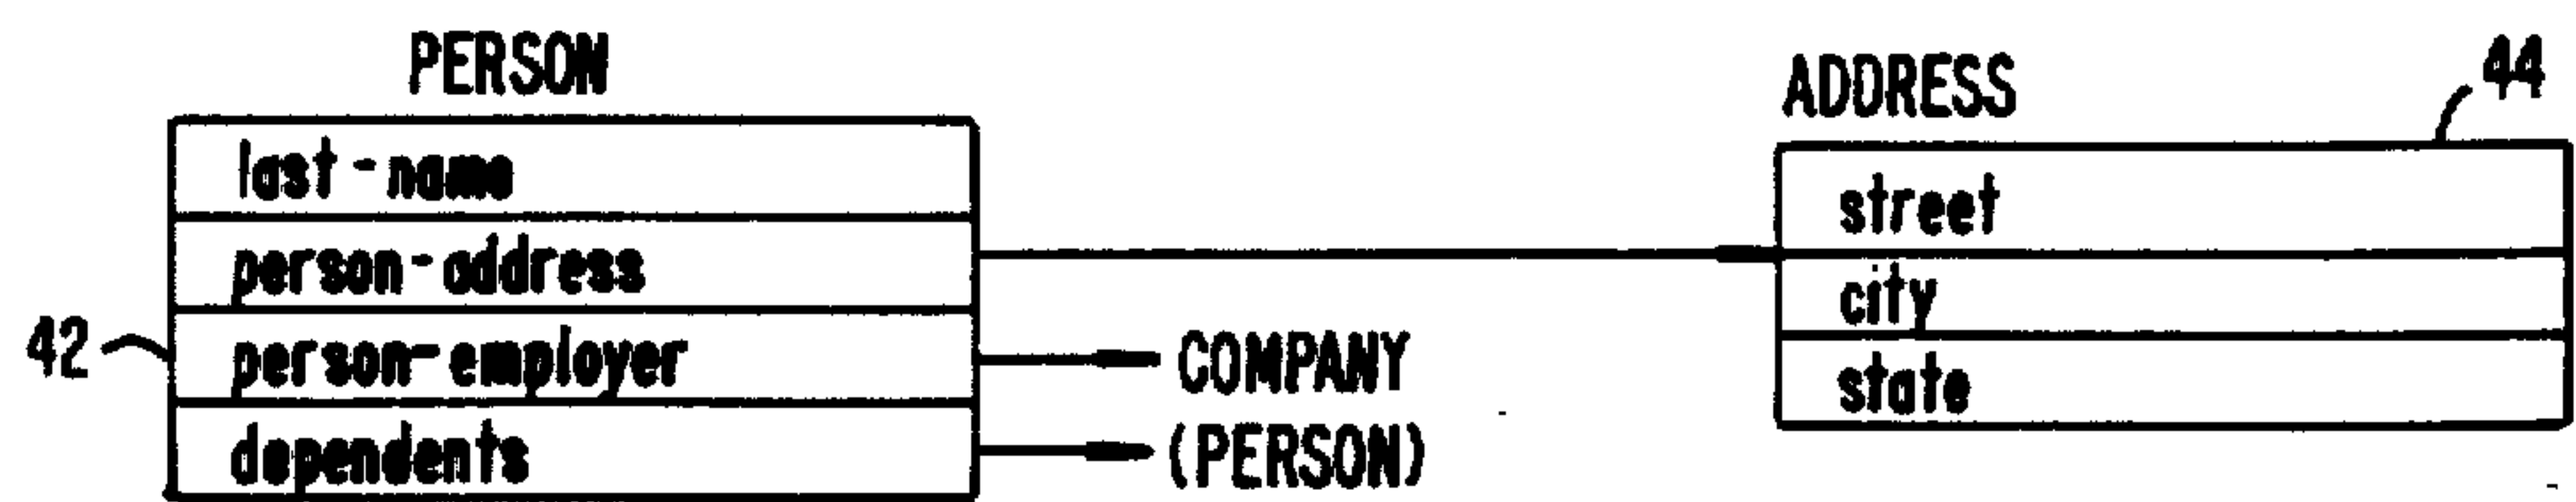 PERSON
last-name
person-address
42
person-employer
COMPANY
dependents
(PERSON)
ADDRESS
44
street
city
state